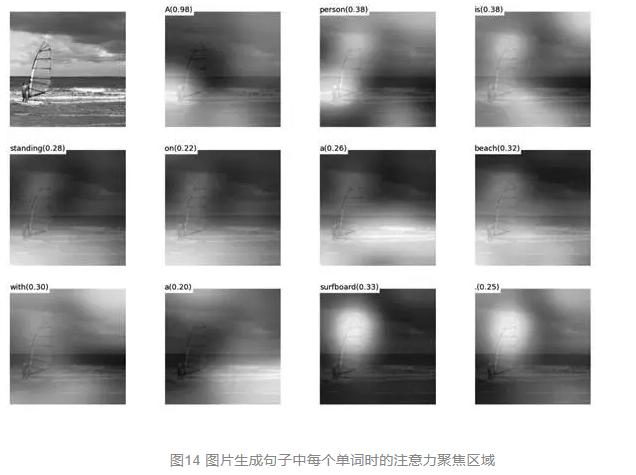 A(0.98) person(0.38) is(0.38)
standing(0.28) on(0.22) a(0.26) beach(0.32)
with(0.30) a(0.20) surfboard(0.33) .(0.25)
图14 图片生成句子中每个单词时的注意力聚焦区域